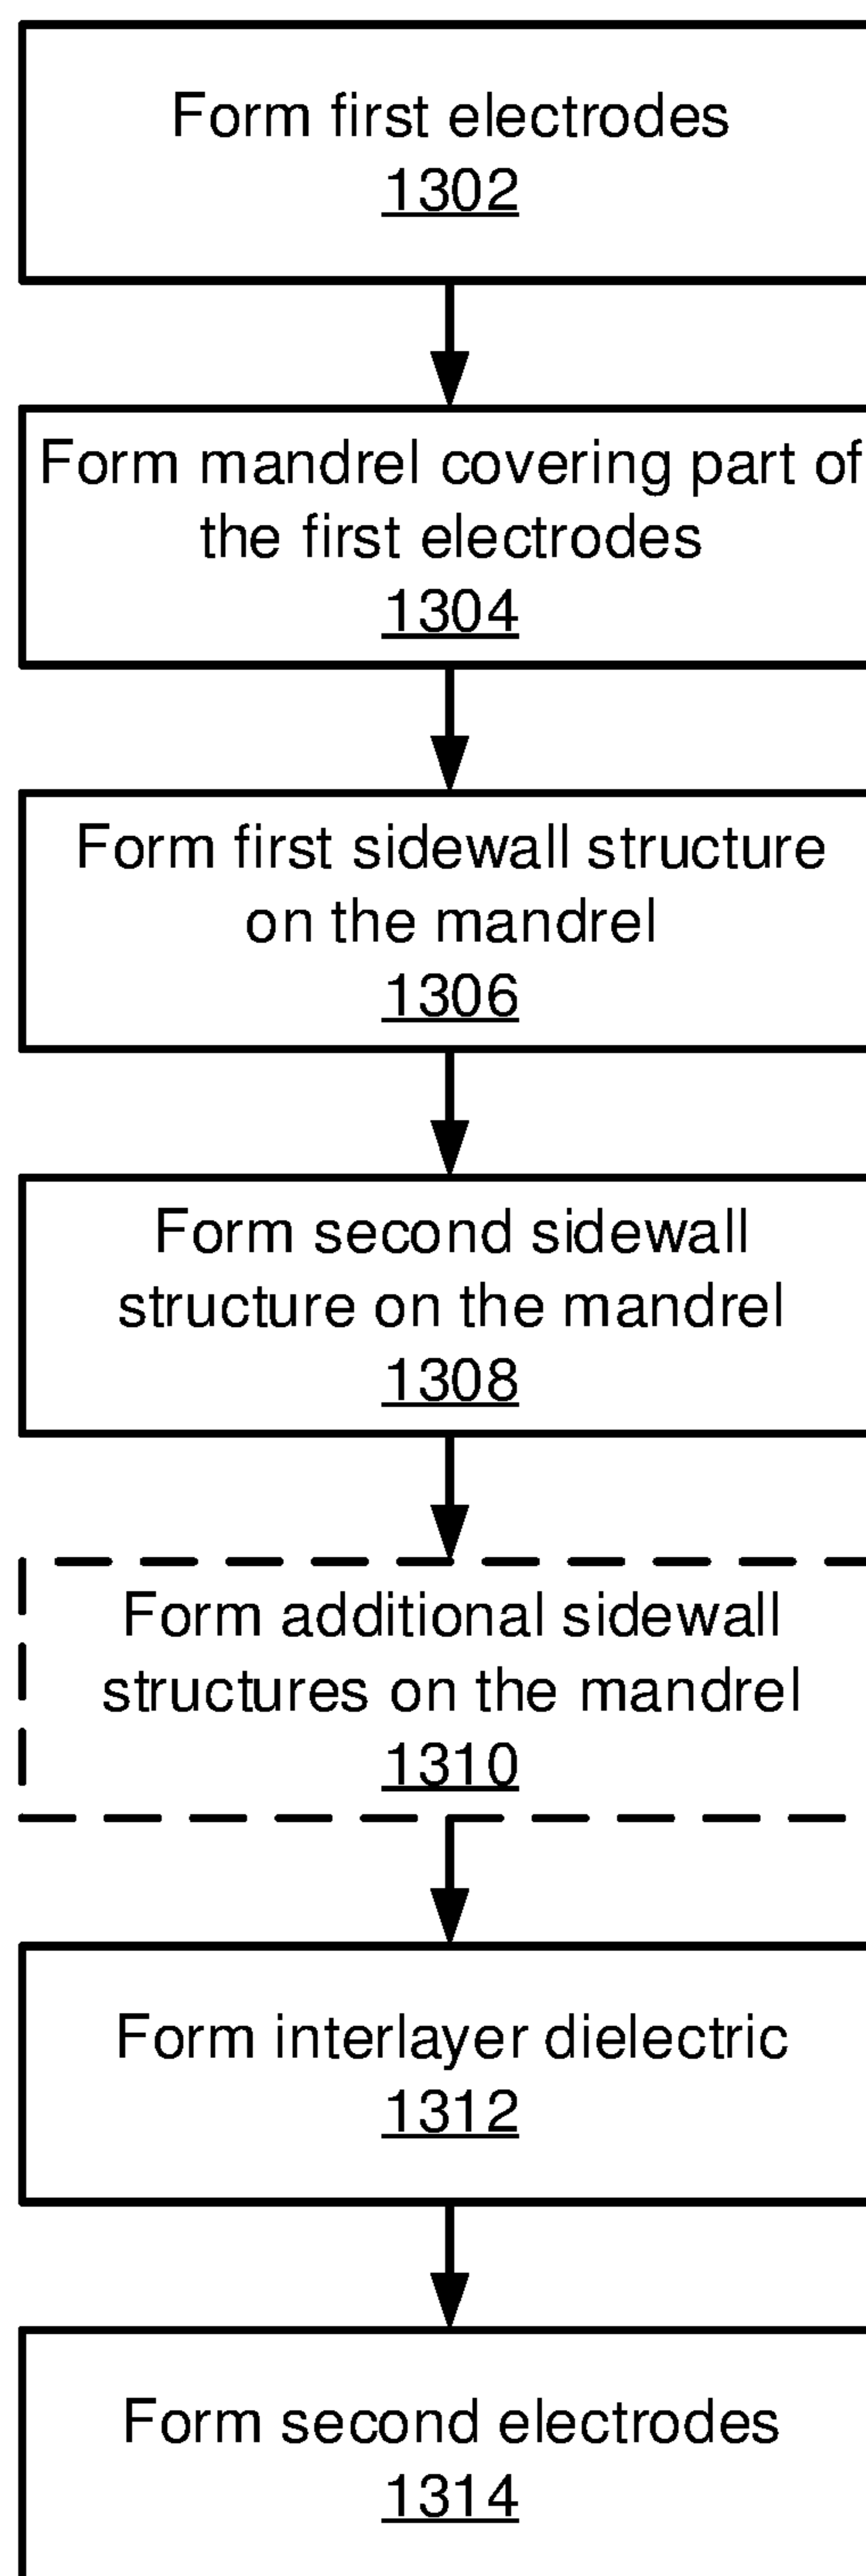 Form first electrodes
1302
Form mandrel covering part of
the first electrodes
1304
Form first sidewall structure
on the mandrel
1306
Form second sidewall
structure on the mandrel
1308
Form additional sidewall
structures on the mandrel
1310
Form interlayer dielectric
1312
Form second electrodes
1314